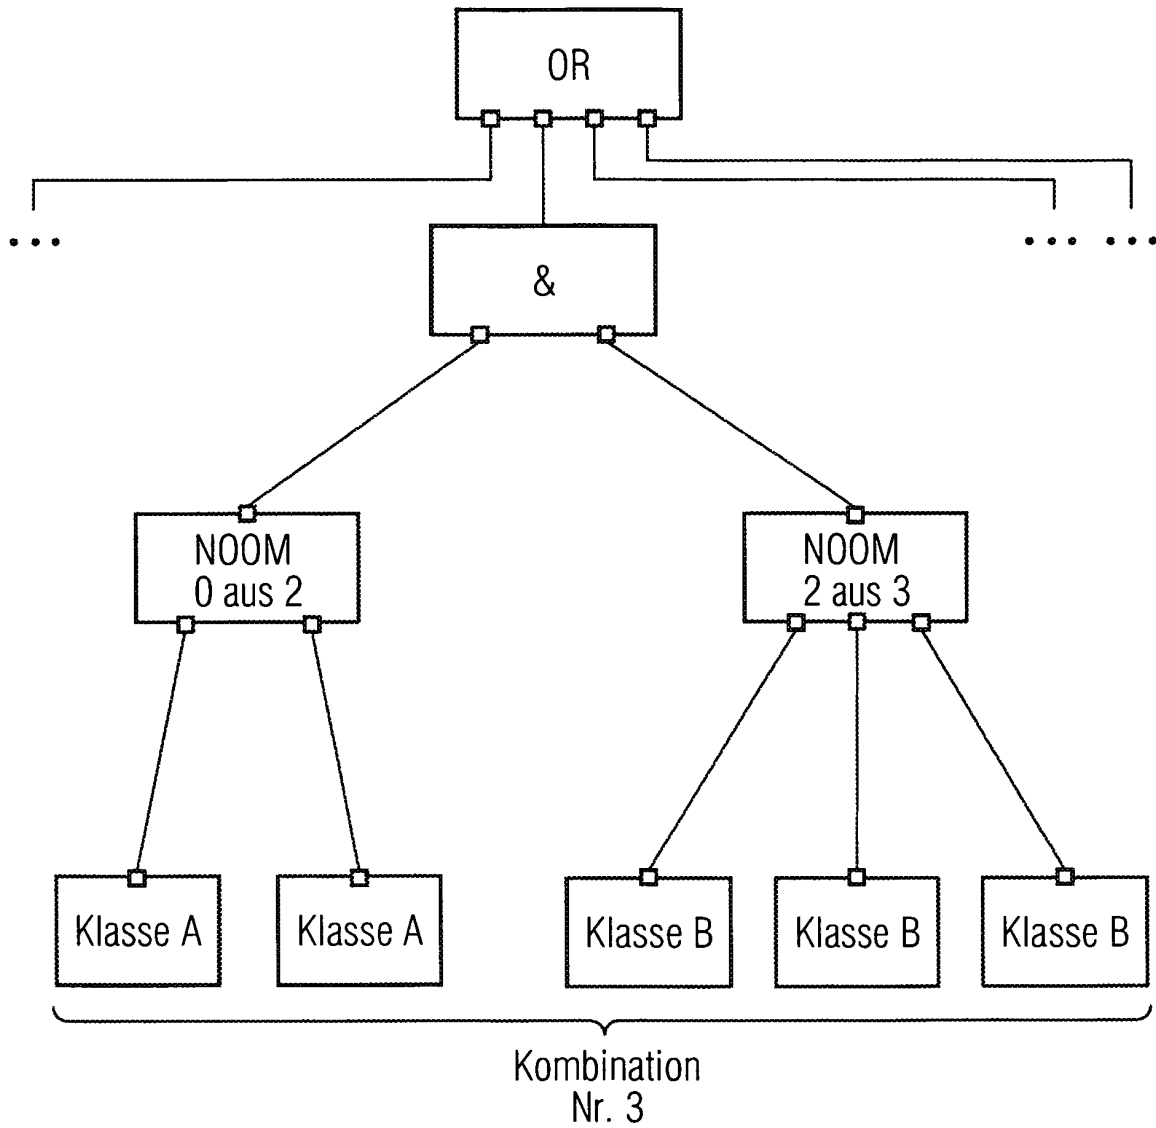 OR
... ... ...
&
NOOM NOOM
0 aus 2 2 aus 3
Klasse A Klasse A Klasse B Klasse B Klasse B
Kombination
Nr. 3